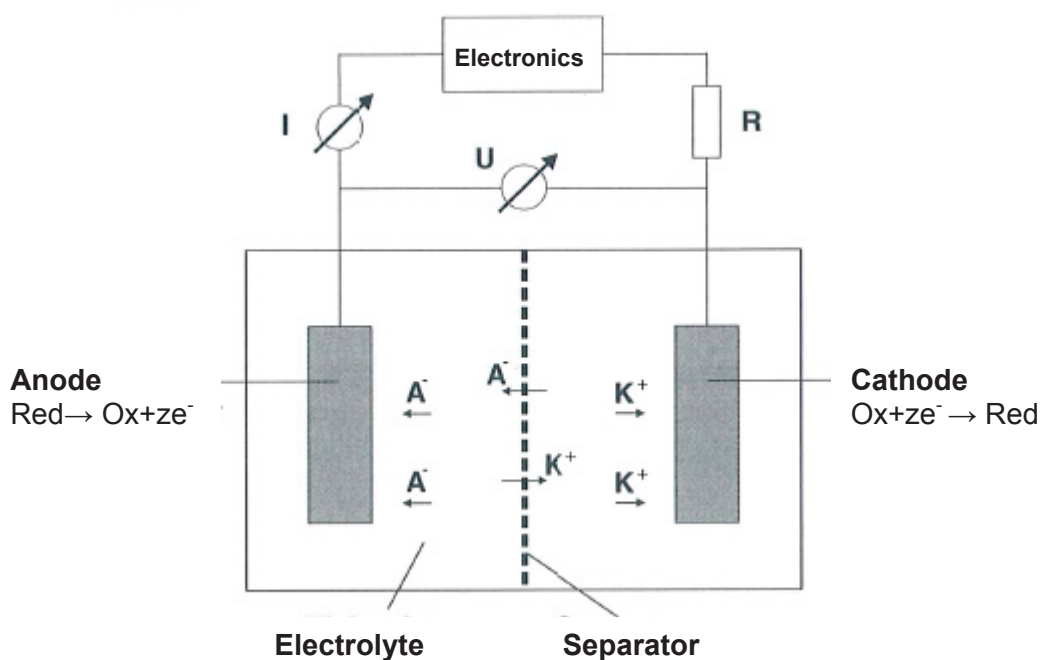 Electronics
I
R
U
Anode
Red→ Ox+ze⁻
A⁻
A⁻
K⁺
Cathode
Ox+ze⁻ → Red
A⁻
K⁺
K⁺
Electrolyte
Separator